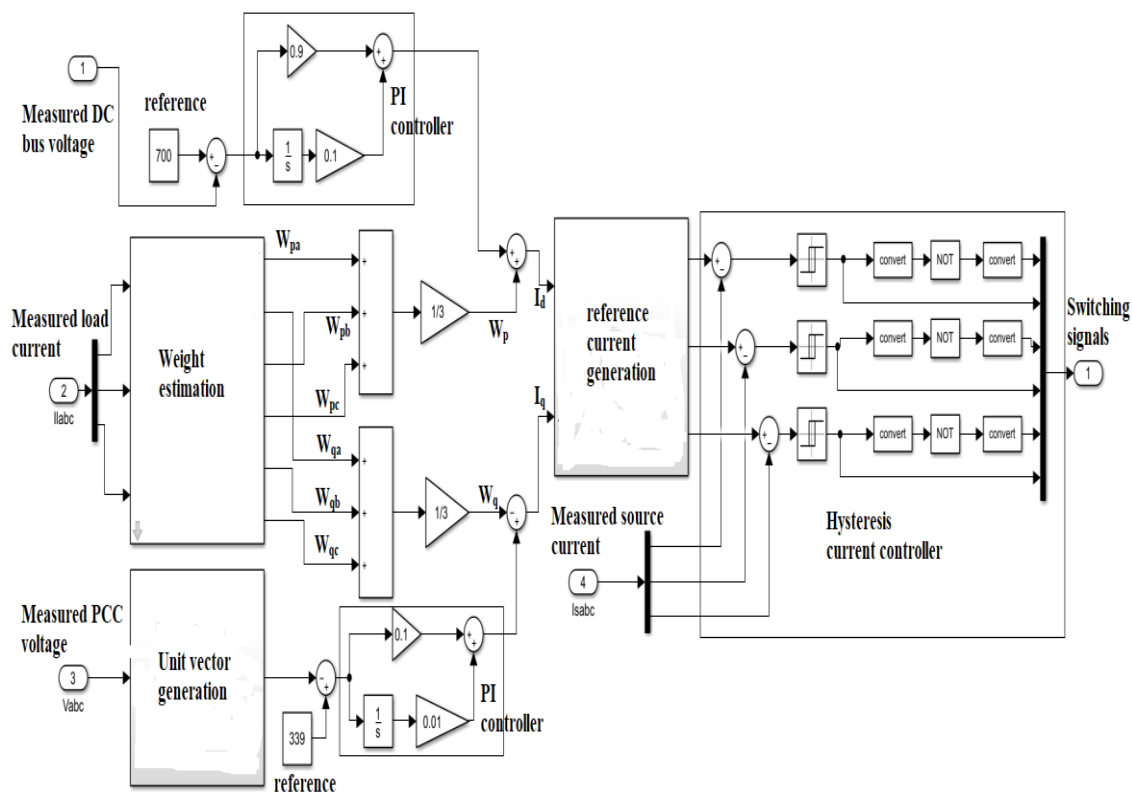 1
Measured DC
bus voltage
reference
700
+
-
0.9
1
s
0.1
+
+
PI
controller
Measured load
current
2
Ilabc
Weight
estimation
Wpa
Wpb
Wpc
Wqa
Wqb
Wqc
+
+
+
+
+
+
1/3
1/3
Wp
Wq
+
+
-
+
Id
Iq
reference
current
generation
Measured PCC
voltage
3
Vabc
Unit vector
generation
-
+
339
reference
0.1
1
s
0.01
+
+
PI
controller
Measured source
current
4
Isabc
+
-
+
-
+
-
convert
NOT
convert
convert
NOT
convert
convert
NOT
convert
Hysteresis
current controller
Switching
signals
1